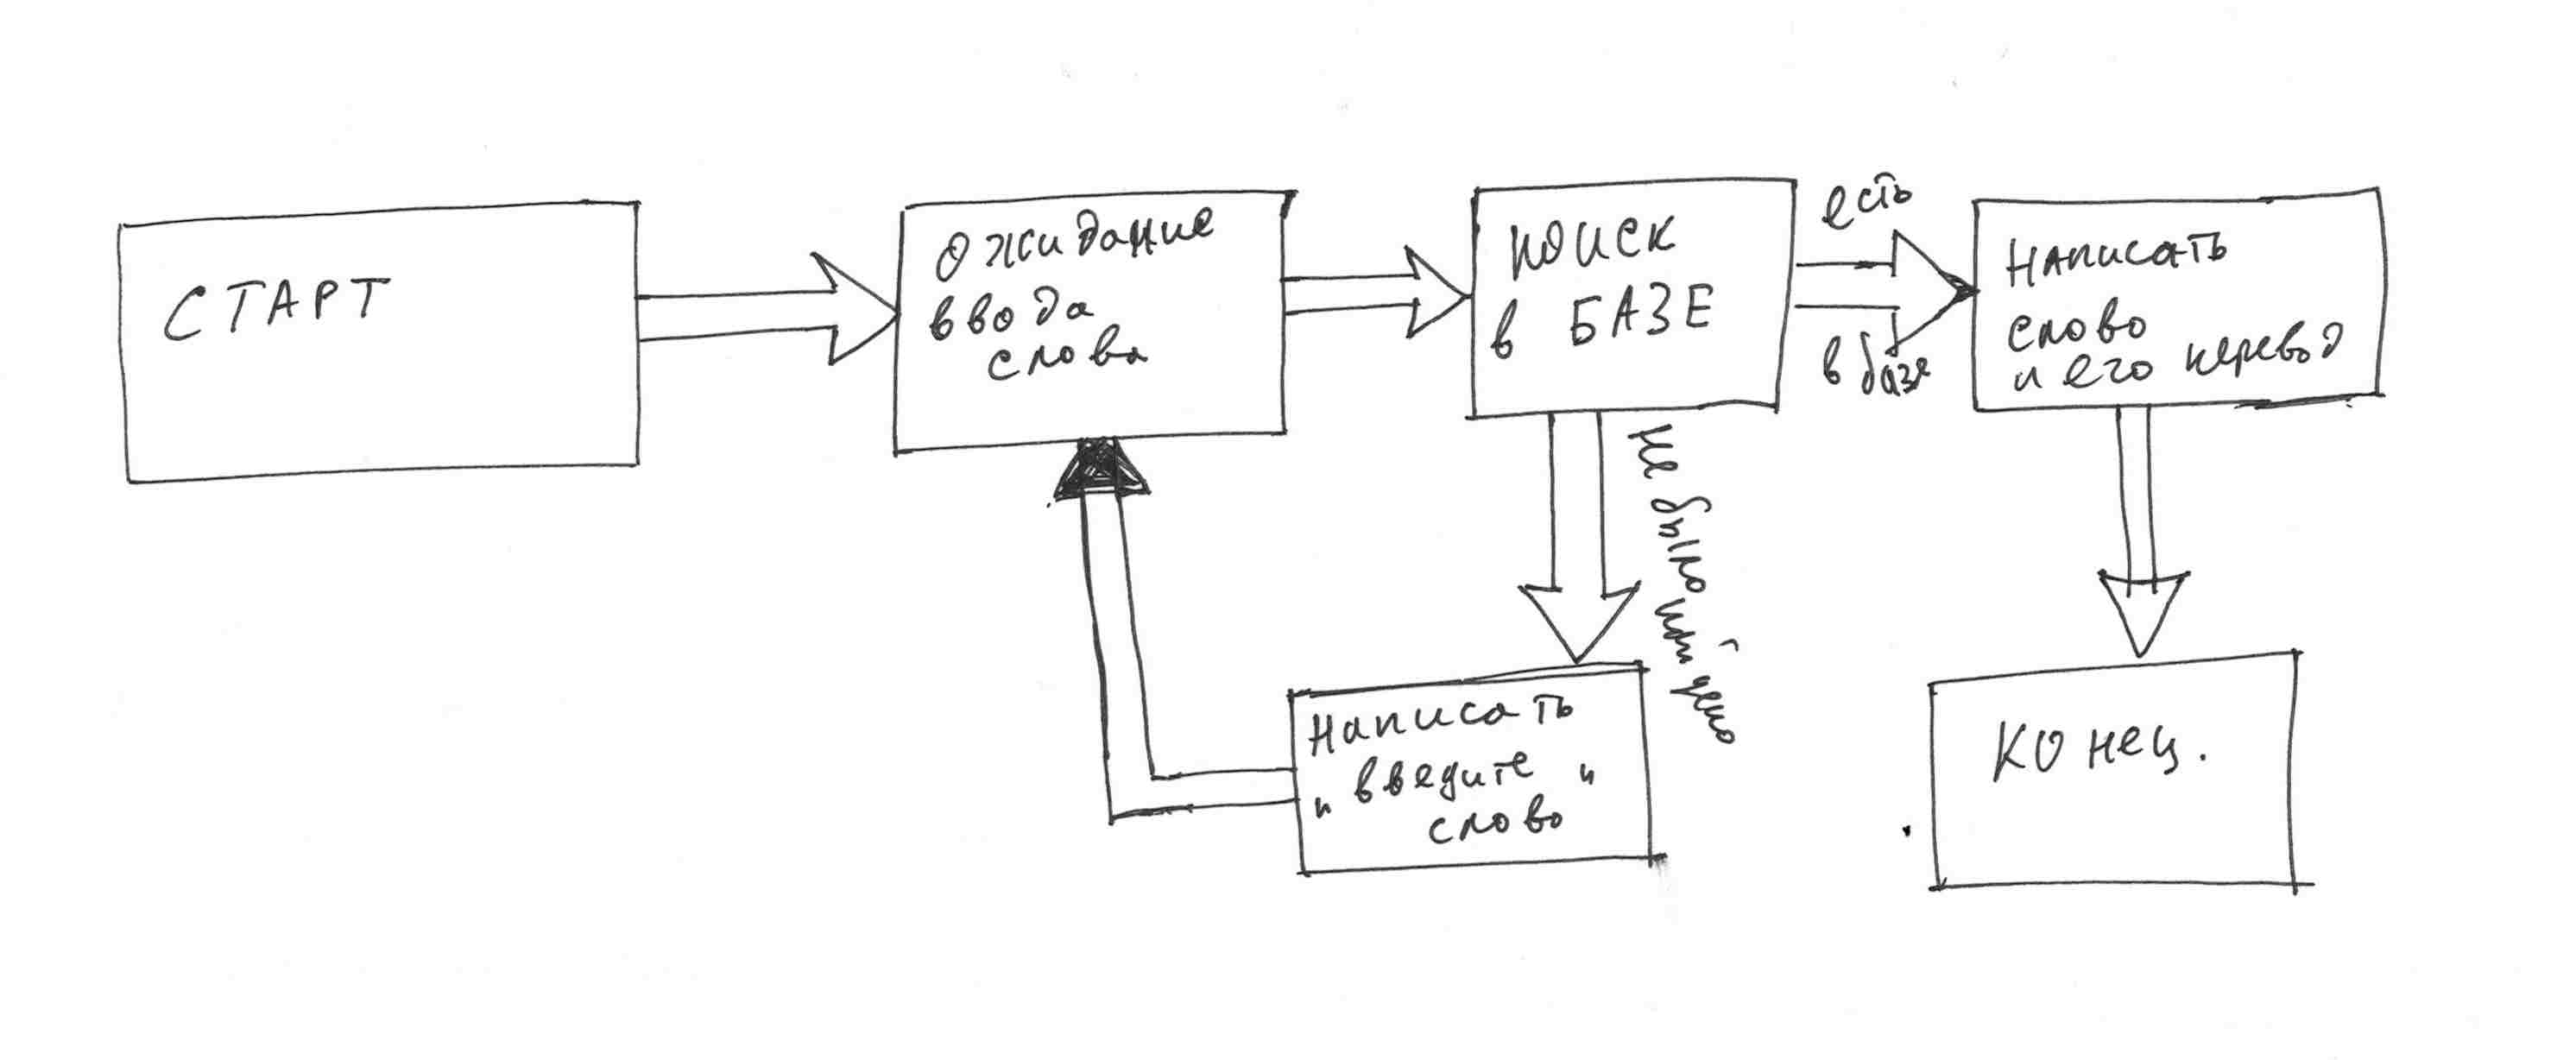 СТАРТ
Ожидание
ввода
слова
ПОИСК
в БАЗЕ
есть
в базе
Написать
слово
и его перевод
не было найдено
Написать
„ введите "
слово
конец.